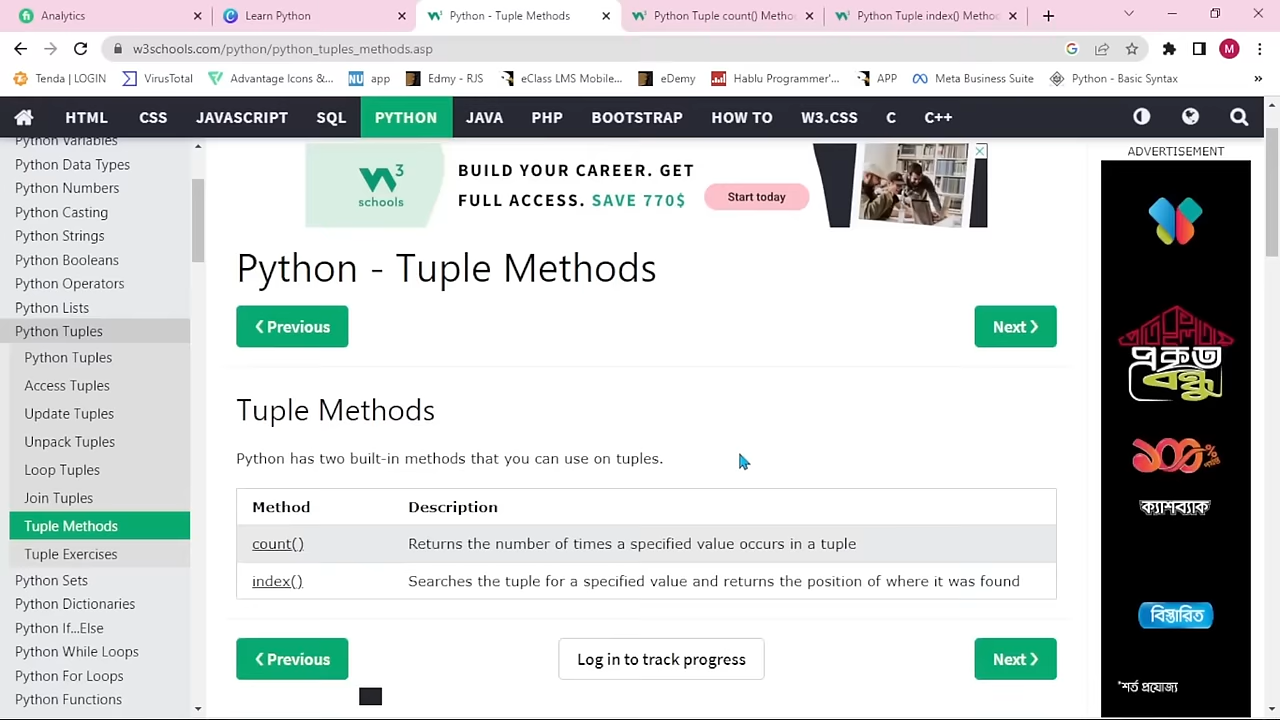 Analytics
Learn Python
Python - Tuple Methods
Python Tuple count() Metho
Python Tuple index() Metho
w3schools.com/python/python_tuples_methods.asp
M
Tenda | LOGIN
VirusTotal
Advantage Icons &...
NU app
Edmy - RJS
eClass LMS Mobile...
eDemy
Hablu Programmer'...
APP
Meta Business Suite
Python - Basic Syntax
»
HTML
CSS
JAVASCRIPT
SQL
PYTHON
JAVA
PHP
BOOTSTRAP
HOW TO
W3.CSS
C
C++
Python Variables
Python Data Types
Python Numbers
Python Casting
Python Strings
Python Booleans
Python Operators
Python Lists
Python Tuples
Python Tuples
Access Tuples
Update Tuples
Unpack Tuples
Loop Tuples
Join Tuples
Tuple Methods
Tuple Exercises
Python Sets
Python Dictionaries
Python If...Else
Python While Loops
Python For Loops
Python Functions
W3 schools
BUILD YOUR CAREER. GET
FULL ACCESS. SAVE 770$
Start today
Python - Tuple Methods
❮ Previous
Next ❯
Tuple Methods
Python has two built-in methods that you can use on tuples.
Method Description
count() Returns the number of times a specified value occurs in a tuple
index() Searches the tuple for a specified value and returns the position of where it was found
❮ Previous
Log in to track progress
Next ❯
ADVERTISEMENT
একত
বন্ধু
১০০%
ক্যাশব্যাক
বিস্তারিত
*শর্ত প্রযোজ্য